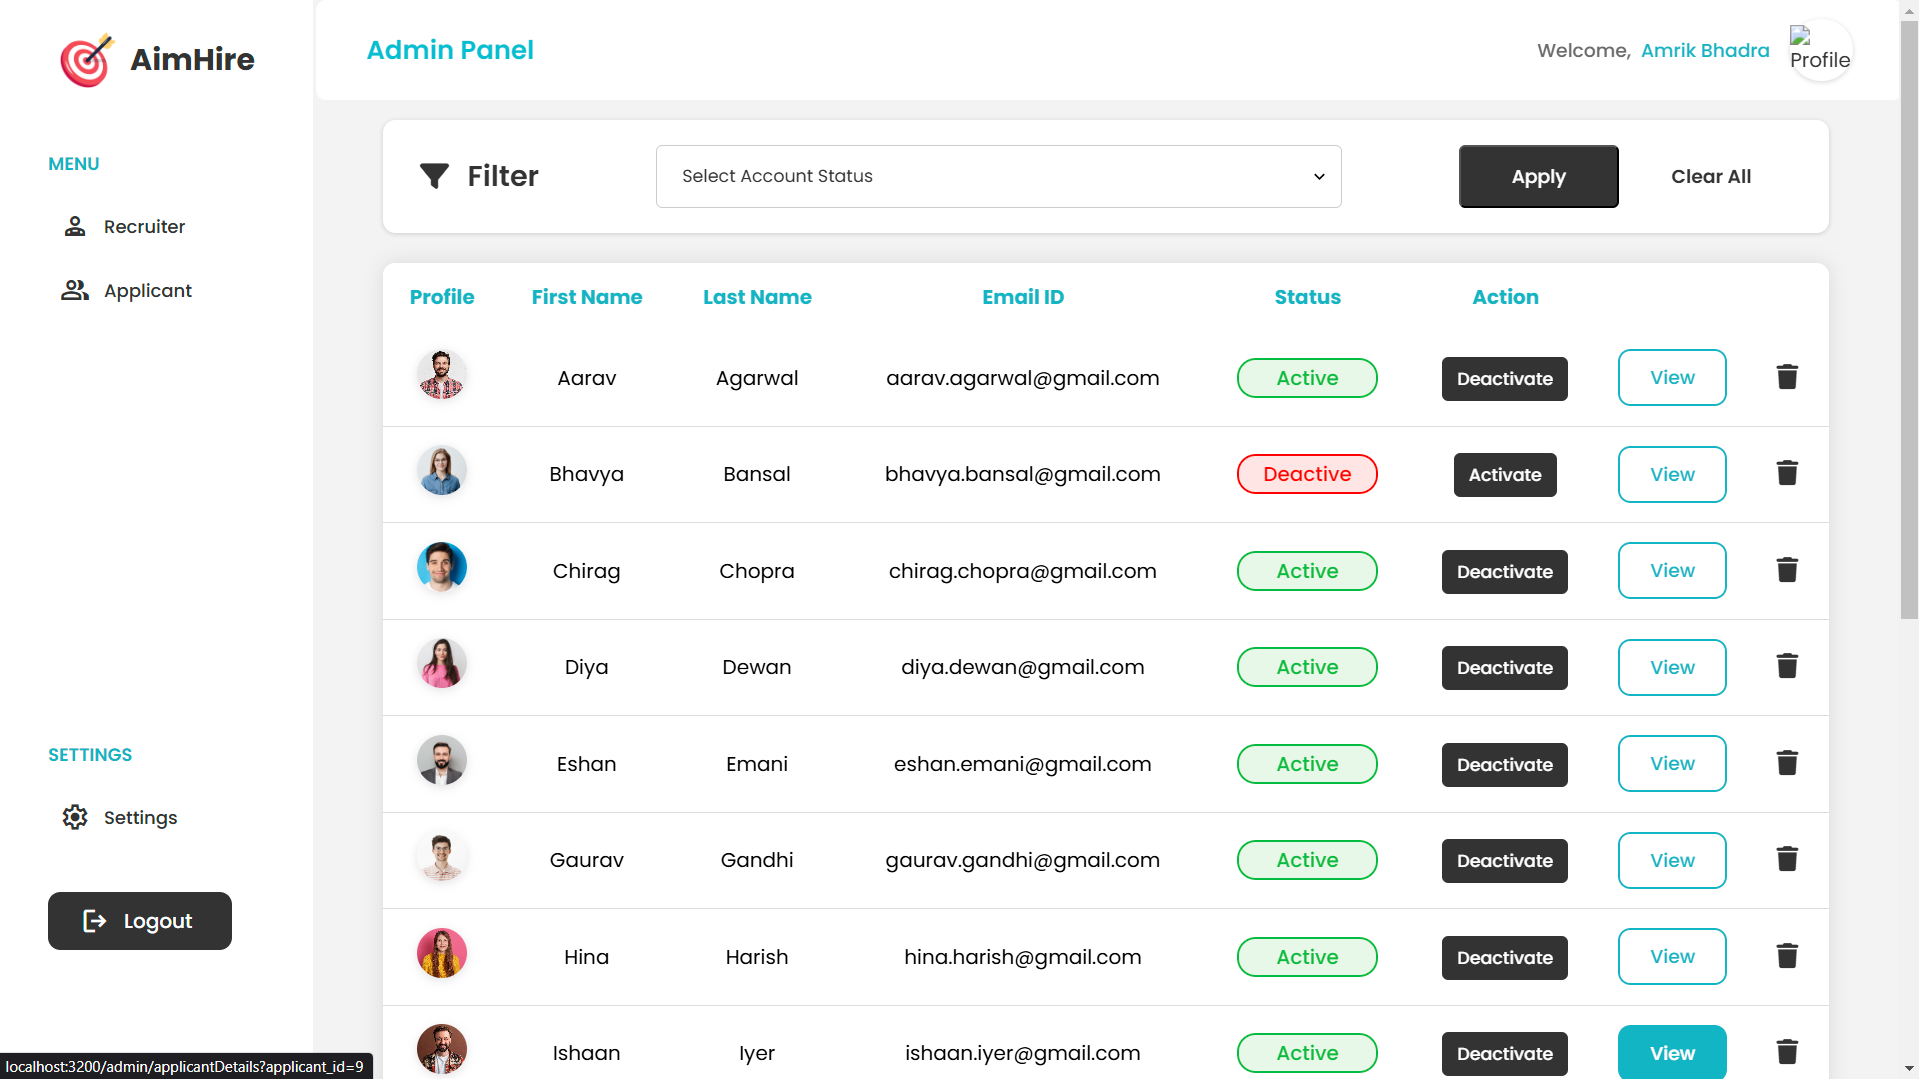 AimHire
Admin Panel
Welcome, Amrik Bhadra
Profile
MENU
Recruiter
Applicant
SETTINGS
Settings
Logout
Filter
Select Account Status
Apply
Clear All
Profile First Name Last Name Email ID Status Action
Aarav Agarwal aarav.agarwal@gmail.com Active Deactivate View
Bhavya Bansal bhavya.bansal@gmail.com Deactive Activate View
Chirag Chopra chirag.chopra@gmail.com Active Deactivate View
Diya Dewan diya.dewan@gmail.com Active Deactivate View
Eshan Emani eshan.emani@gmail.com Active Deactivate View
Gaurav Gandhi gaurav.gandhi@gmail.com Active Deactivate View
Hina Harish hina.harish@gmail.com Active Deactivate View
Ishaan Iyer ishaan.iyer@gmail.com Active Deactivate View
localhost:3200/admin/applicantDetails?applicant_id=9